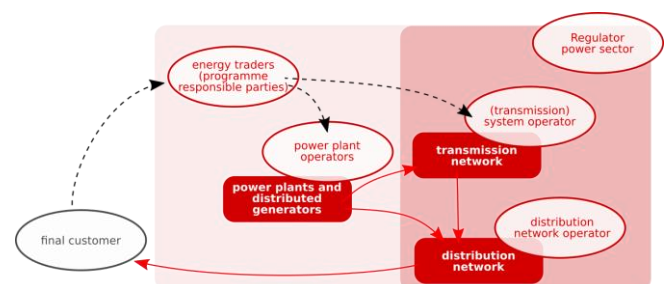 Regulator
power sector
energy traders
(programme
responsible parties)
(transmission)
system operator
power plant
operators
transmission
network
power plants and
distributed
generators
final customer
distribution
network operator
distribution
network